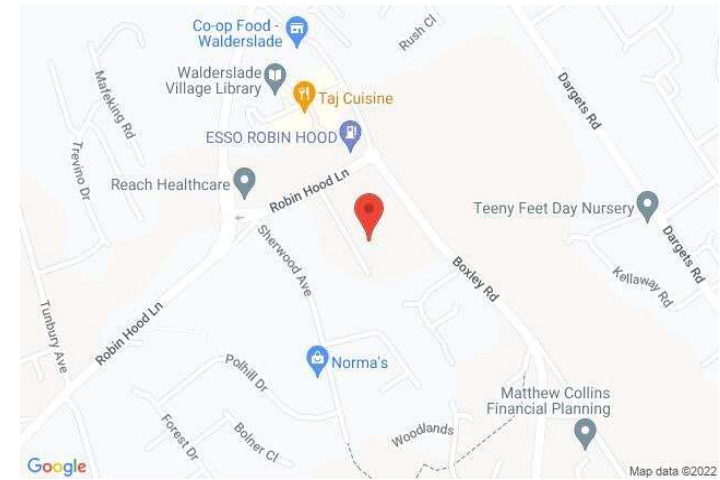 Co-op Food -
Walderslade
Rush Cl
Walderslade
Village Library
Taj Cuisine
Mafeking Rd
Dargets Rd
ESSO ROBIN HOOD
Trevino Dr
Reach Healthcare
Robin Hood Ln
Teeny Feet Day Nursery
Dargets Rd
Sherwood Ave
Boxley Rd
Kellaway Rd
Tunbury Ave
Robin Hood Ln
Norma's
Polhill Dr
Matthew Collins
Financial Planning
Forest Dr
Bolner Cl
Woodlands
Google
Map data ©2022